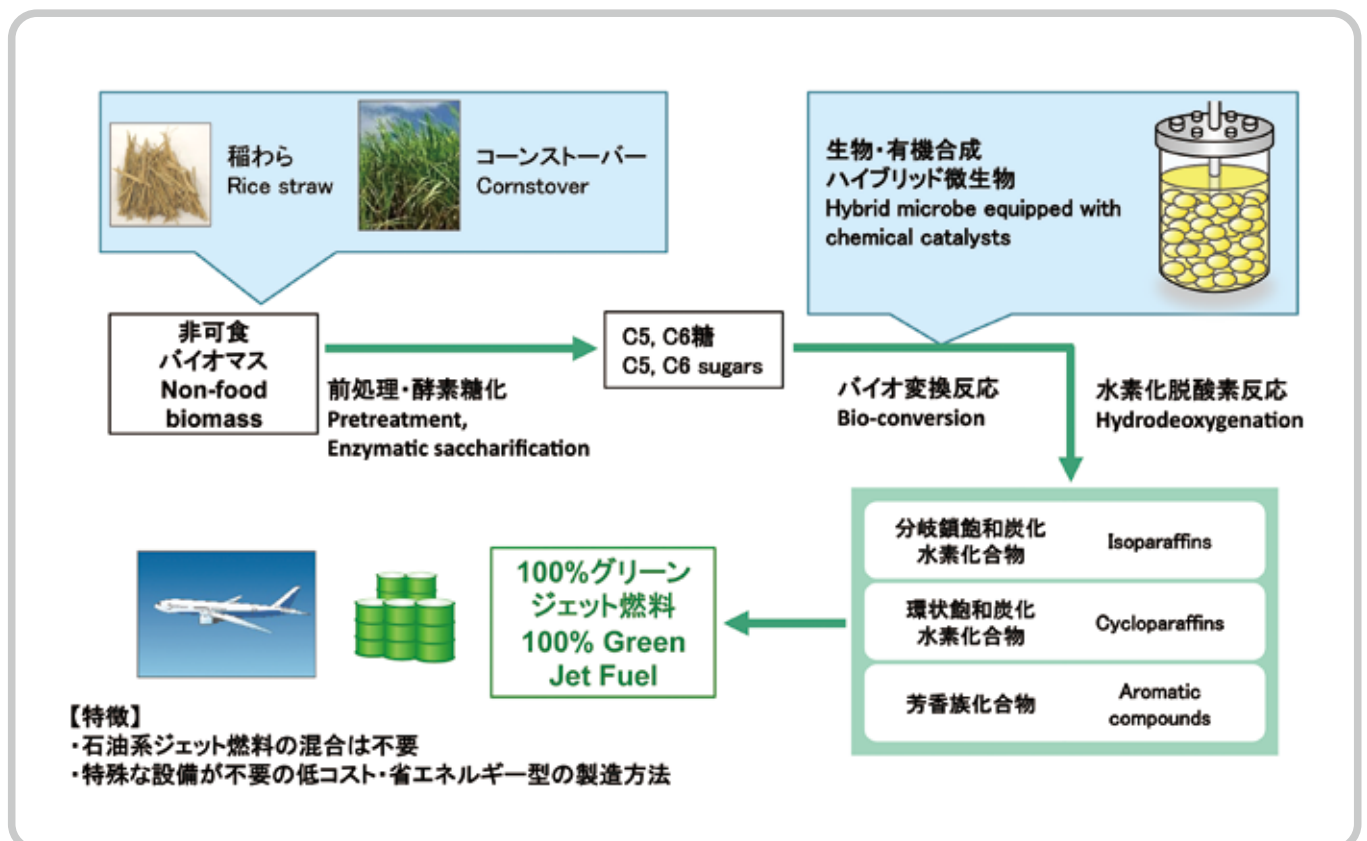 稲わら
Rice straw
コーンストーバー
Cornstover
生物・有機合成
ハイブリッド微生物
Hybrid microbe equipped with
chemical catalysts
非可食
バイオマス
Non-food
biomass
前処理・酵素糖化
Pretreatment,
Enzymatic saccharification
C5, C6糖
C5, C6 sugars
バイオ変換反応
Bio-conversion
水素化脱酸素反応
Hydrodeoxygenation
分岐鎖飽和炭化
水素化合物
Isoparaffins
環状飽和炭化
水素化合物
Cycloparaffins
芳香族化合物
Aromatic
compounds
100%グリーン
ジェット燃料
100% Green
Jet Fuel
【特徴】
・石油系ジェット燃料の混合は不要
・特殊な設備が不要の低コスト・省エネルギー型の製造方法